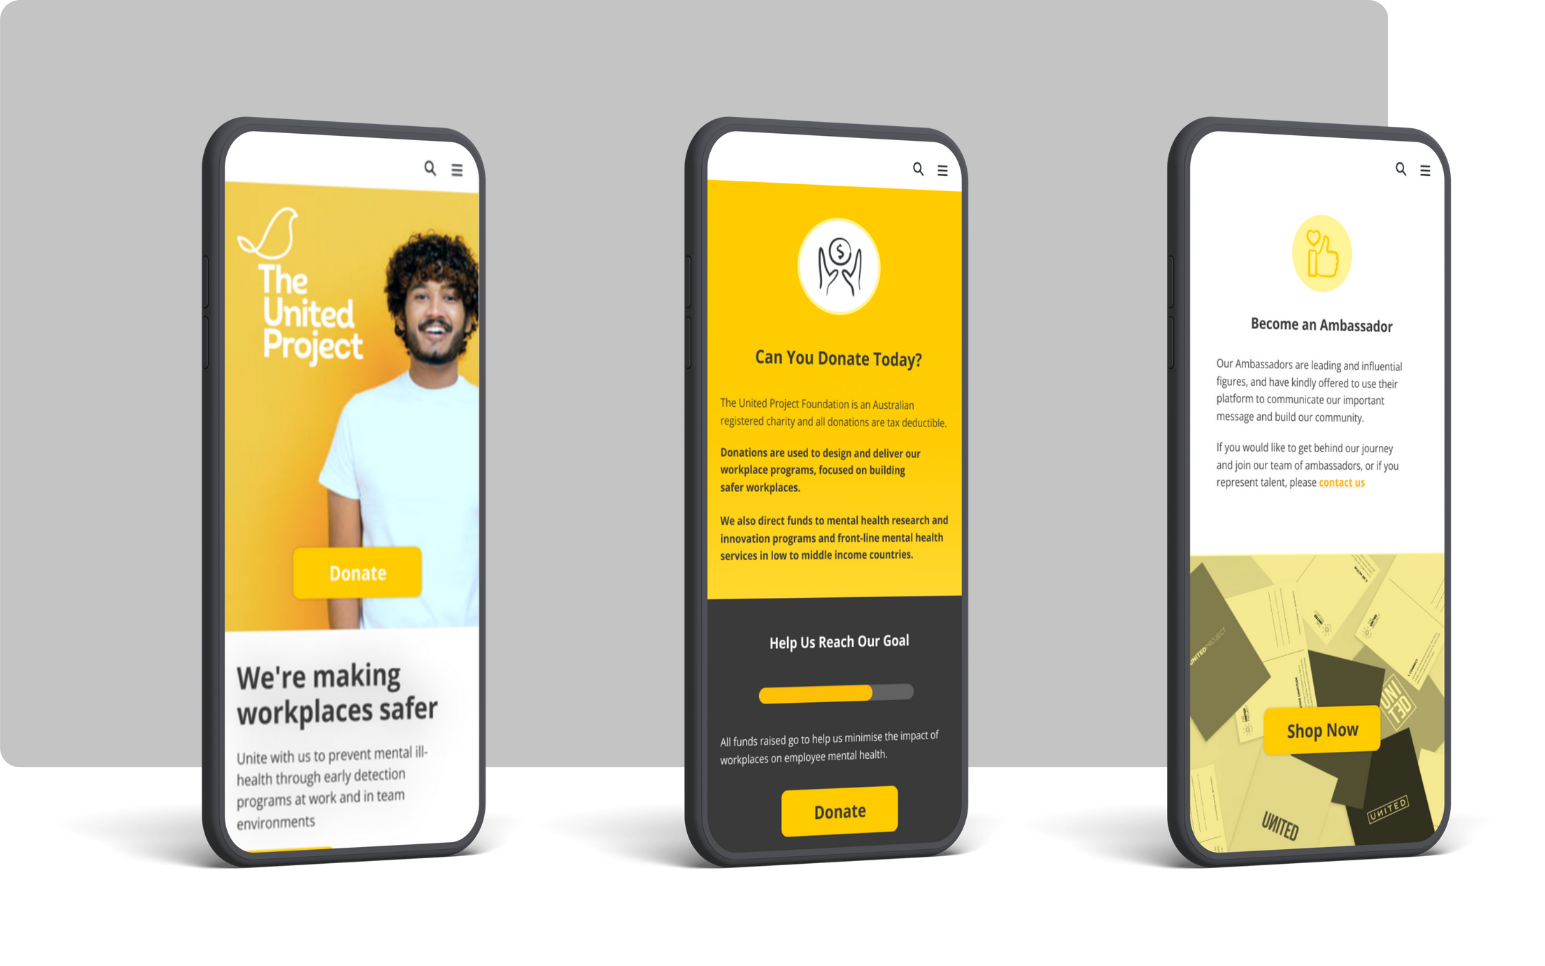 The
United
Project
Donate
We're making
workplaces safer
Unite with us to prevent mental ill-
health through early detection
programs at work and in team
environments
$
Can You Donate Today?
The United Project Foundation is an Australian
registered charity and all donations are tax deductible.
Donations are used to design and deliver our
workplace programs, focused on building
safer workplaces.
We also direct funds to mental health research and
innovation programs and front-line mental health
services in low to middle income countries.
Help Us Reach Our Goal
All funds raised go to help us minimise the impact of
workplaces on employee mental health.
Donate
Become an Ambassador
Our Ambassadors are leading and influential
figures, and have kindly offered to use their
platform to communicate our important
message and build our community.
If you would like to get behind our journey
and join our team of ambassadors, or if you
represent talent, please contact us
UNITEDPROJECT
UNI
TED
Shop Now
UNITED
UNITED